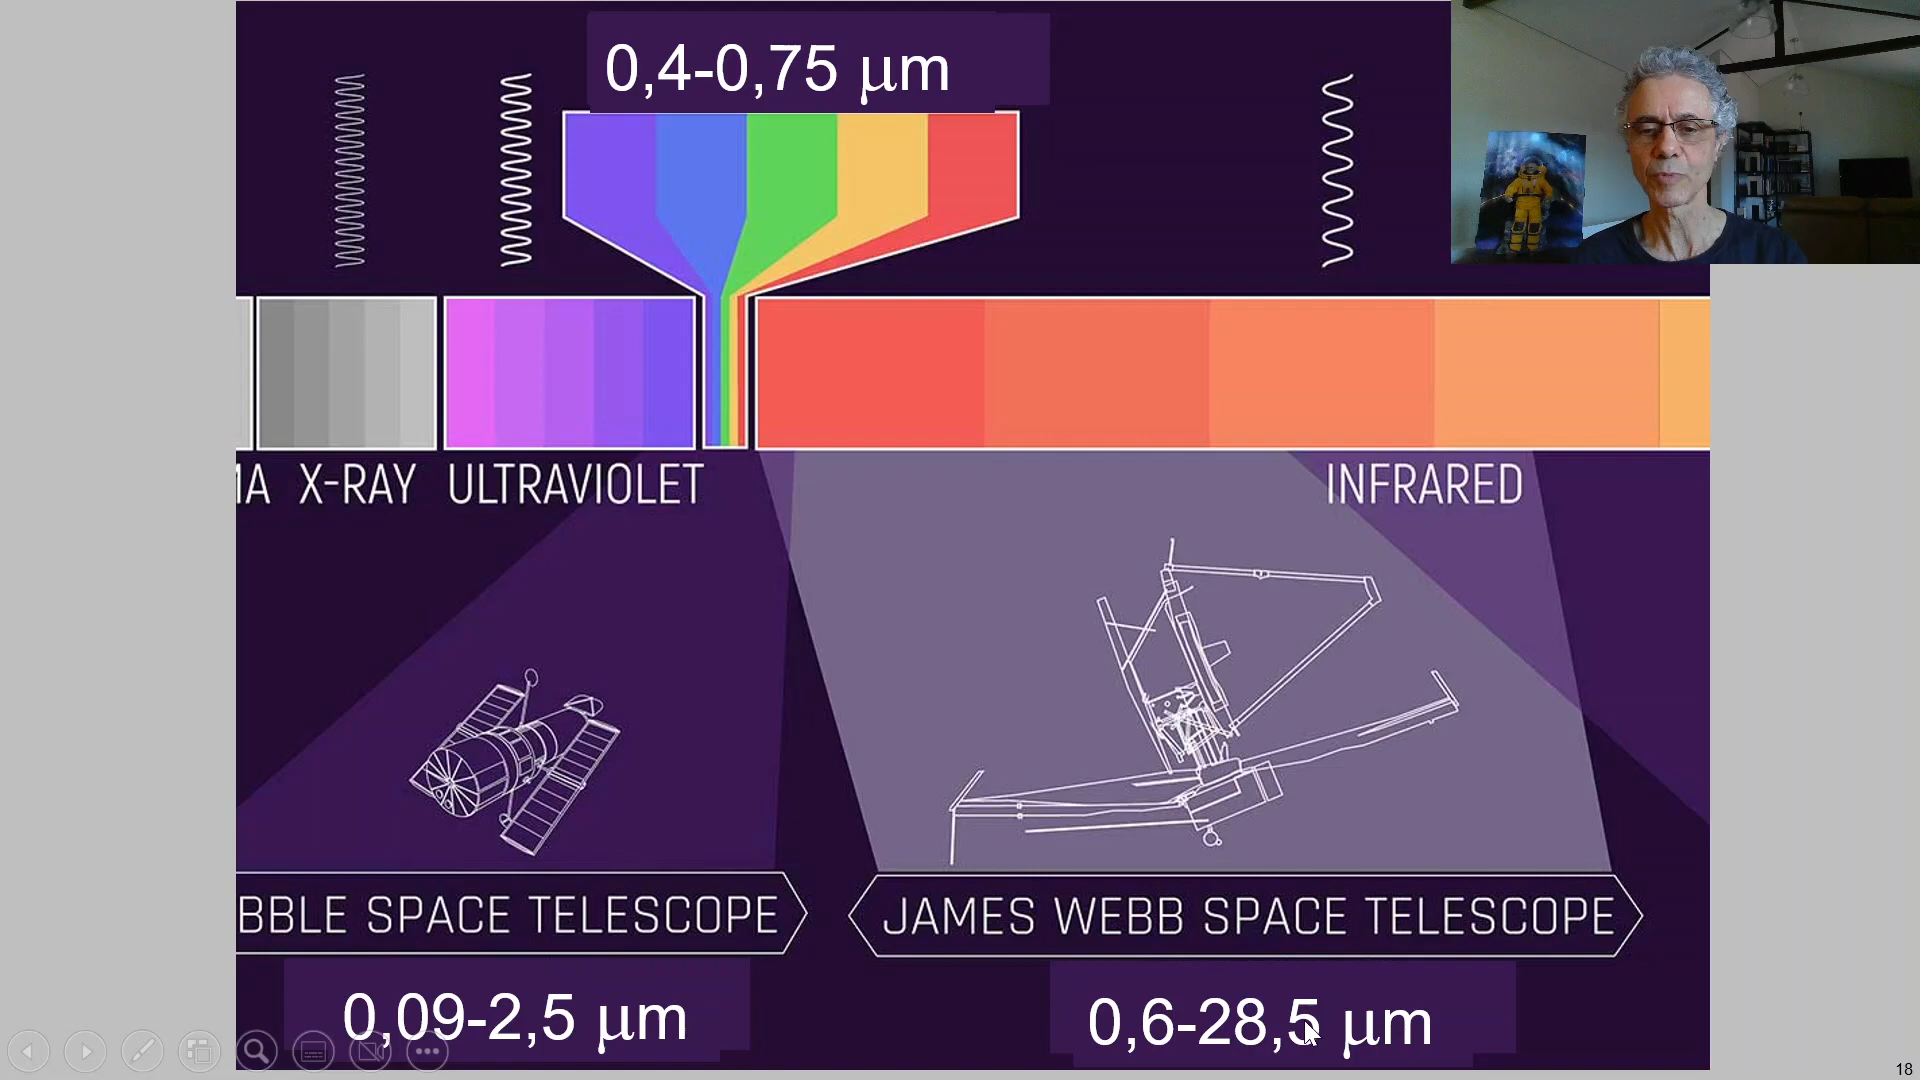 0,4-0,75 μm
MA X-RAY ULTRAVIOLET INFRARED
BBLE SPACE TELESCOPE
JAMES WEBB SPACE TELESCOPE
0,09-2,5 μm
0,6-28,5 μm
18